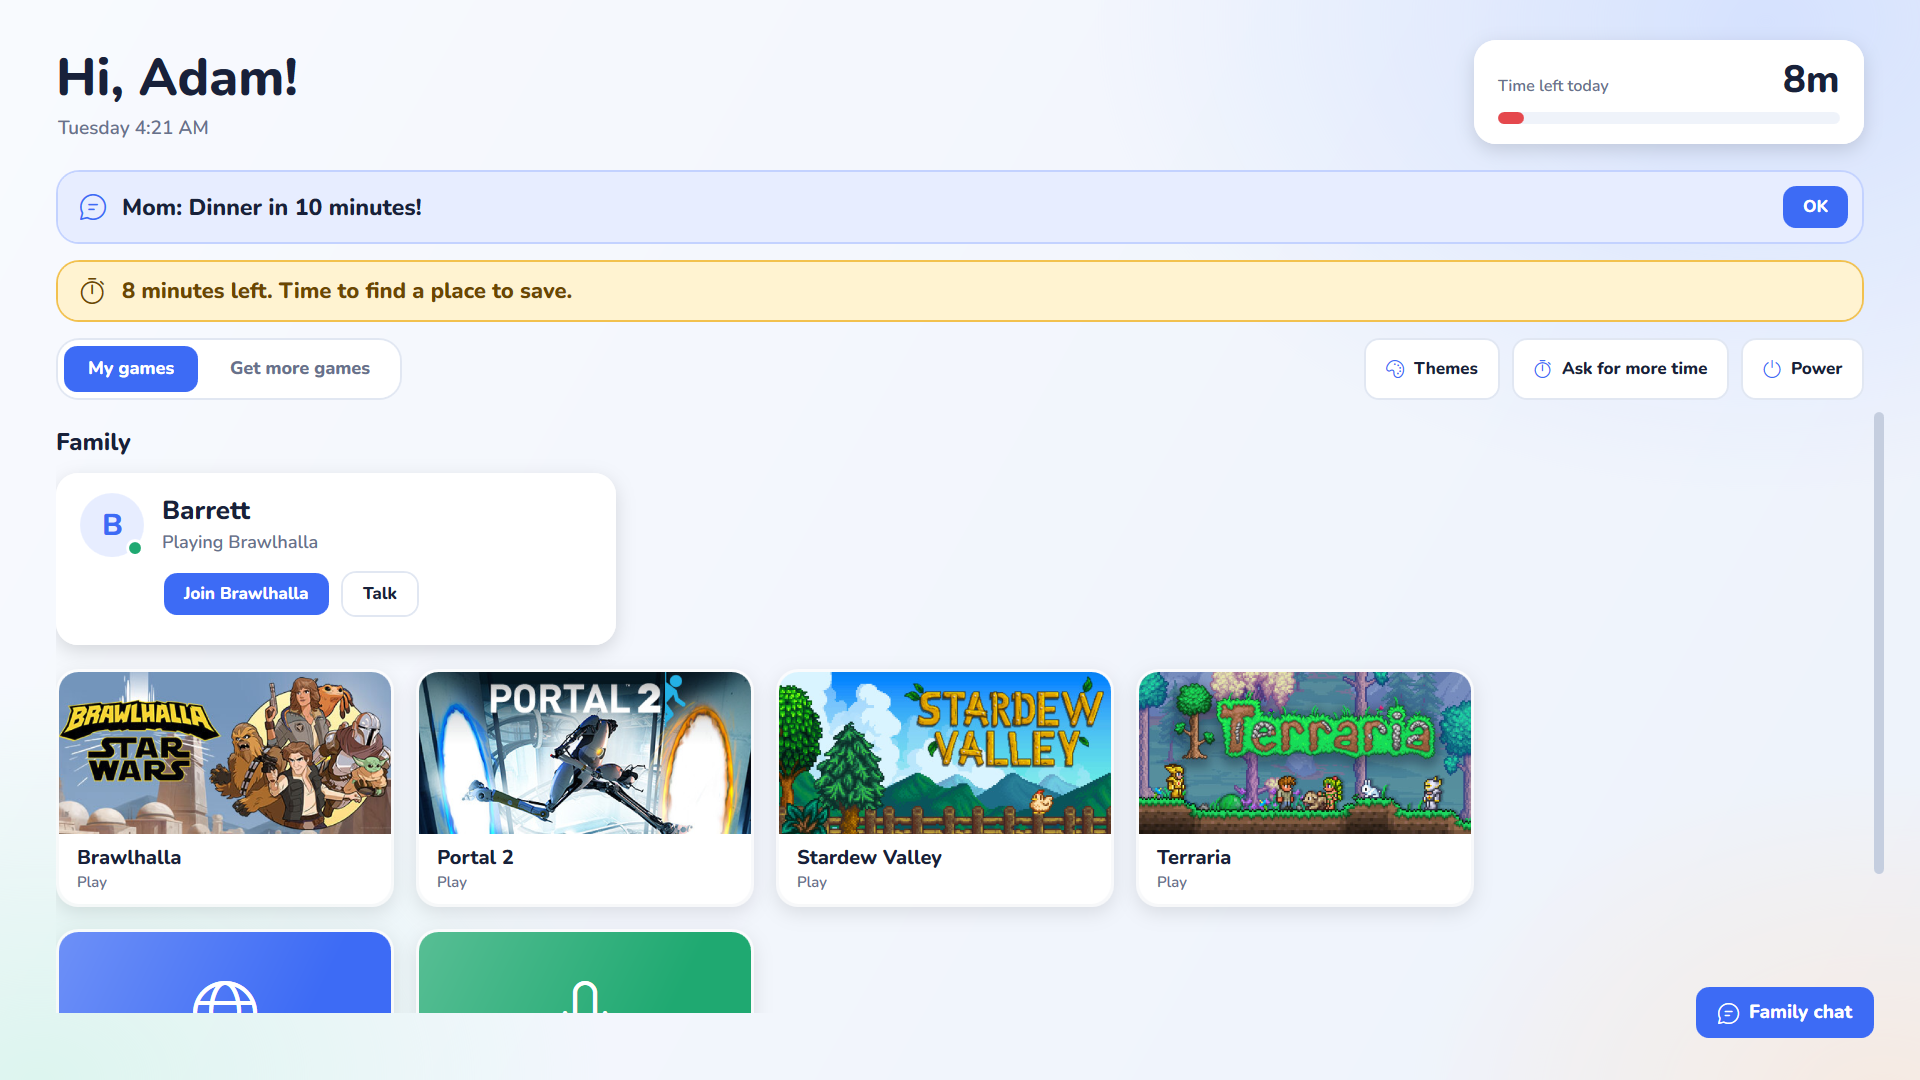 Hi, Adam!
Tuesday 4:21 AM
Time left today
8m
Mom: Dinner in 10 minutes!
OK
8 minutes left. Time to find a place to save.
My games
Get more games
Themes
Ask for more time
Power
Family
B
Barrett
Playing Brawlhalla
Join Brawlhalla
Talk
BRAWLHALLA
STAR
WARS
PORTAL 2
STARDEW
VALLEY
Terraria
Brawlhalla
Play
Portal 2
Play
Stardew Valley
Play
Terraria
Play
Family chat